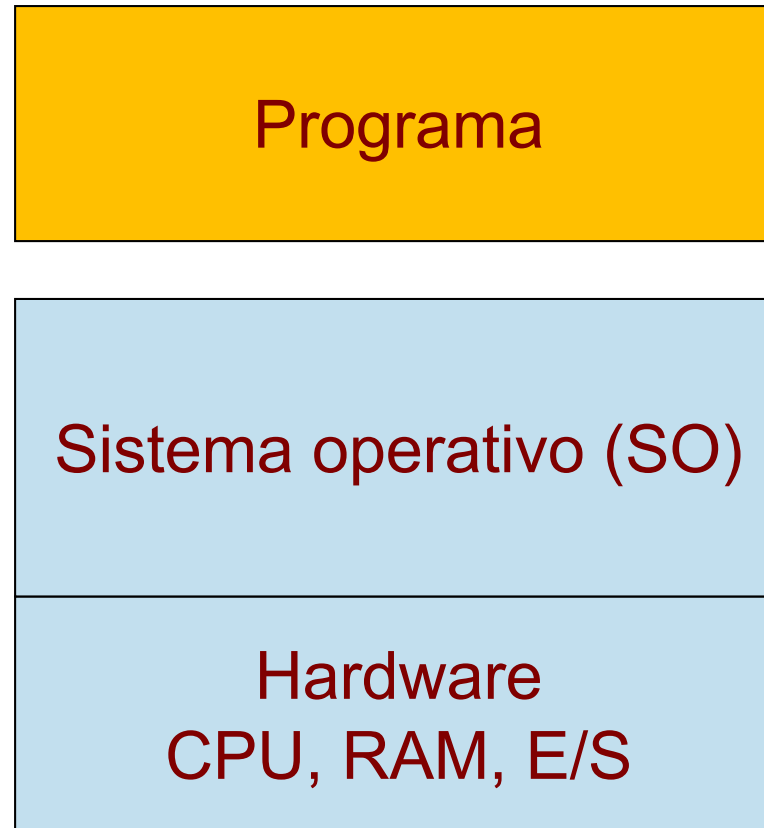 Programa
Sistema operativo (SO)
Hardware
CPU, RAM, E/S